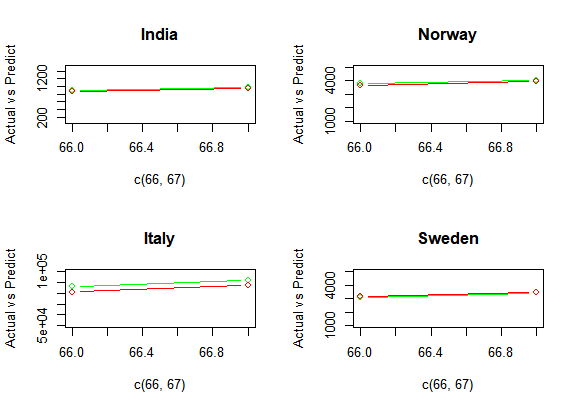 India
Actual vs Predict
200 1200
66.0 66.4 66.8
c(66, 67)
Norway
Actual vs Predict
1000 4000
66.0 66.4 66.8
c(66, 67)
Italy
Actual vs Predict
5e+04 1e+05
66.0 66.4 66.8
c(66, 67)
Sweden
Actual vs Predict
1000 4000
66.0 66.4 66.8
c(66, 67)